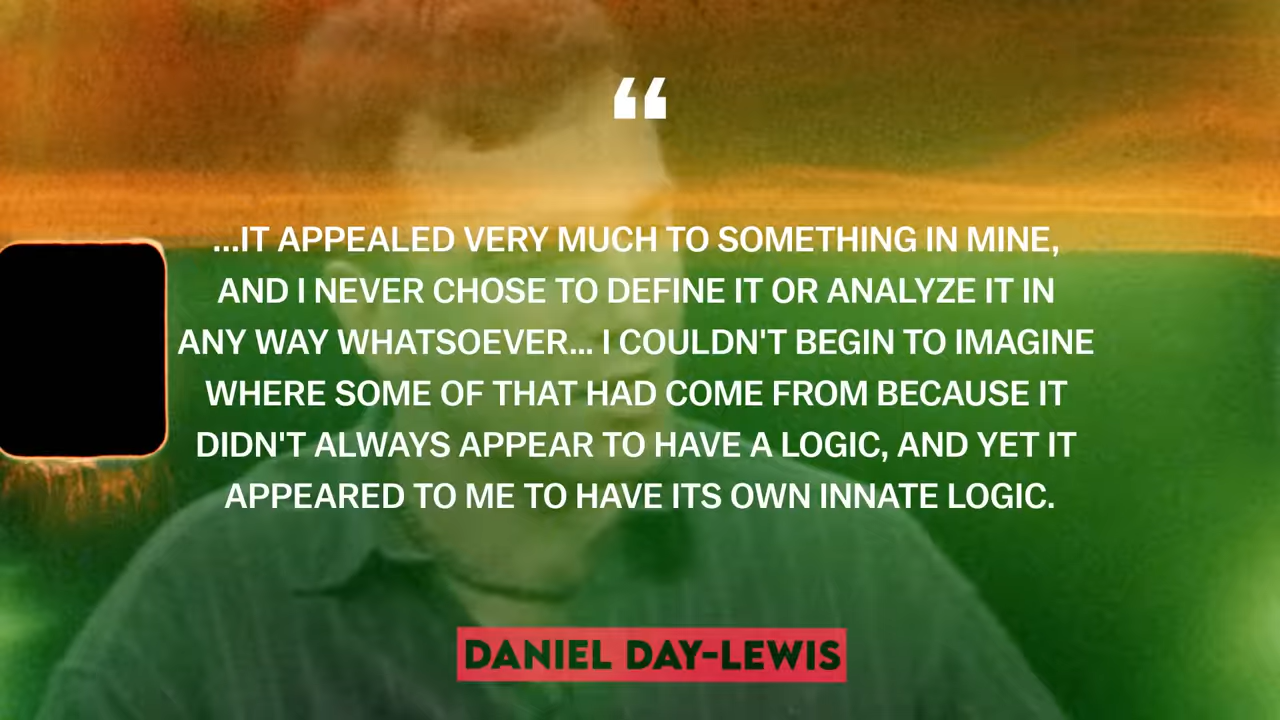 “
...IT APPEALED VERY MUCH TO SOMETHING IN MINE,
AND I NEVER CHOSE TO DEFINE IT OR ANALYZE IT IN
ANY WAY WHATSOEVER... I COULDN'T BEGIN TO IMAGINE
WHERE SOME OF THAT HAD COME FROM BECAUSE IT
DIDN'T ALWAYS APPEAR TO HAVE A LOGIC, AND YET IT
APPEARED TO ME TO HAVE ITS OWN INNATE LOGIC.
DANIEL DAY-LEWIS